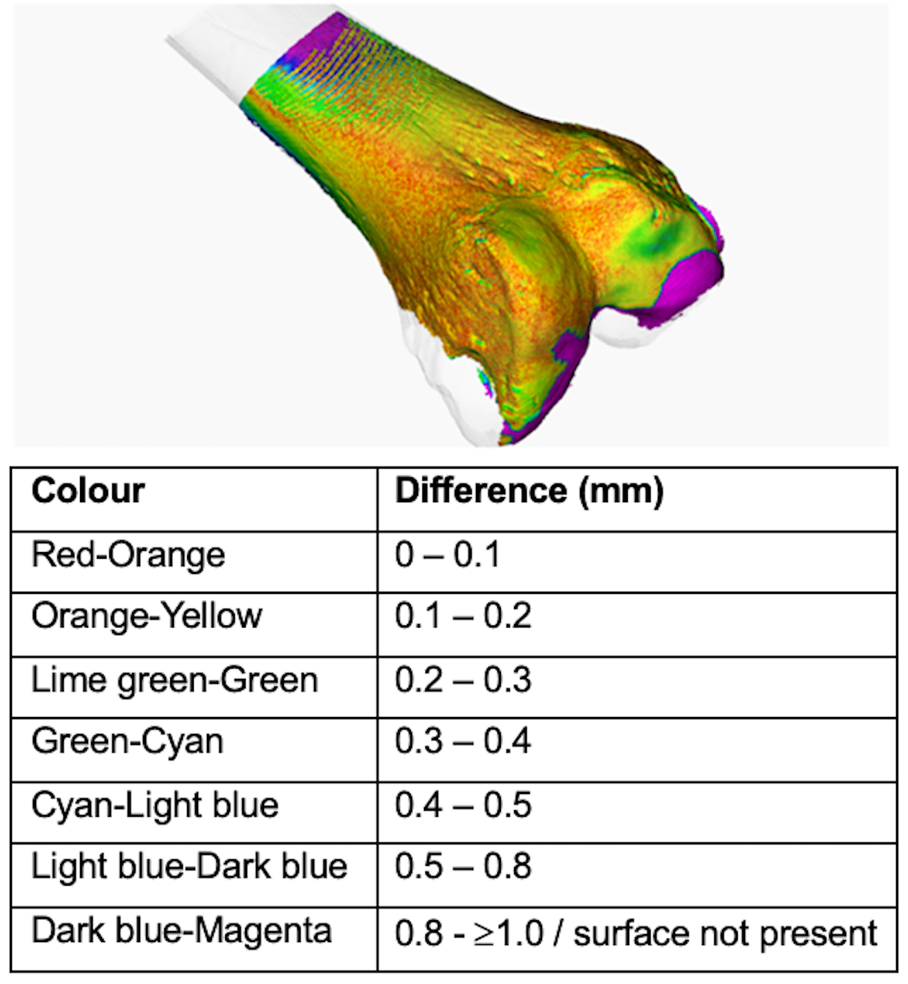 Colour Difference (mm)
Red-Orange 0 – 0.1
Orange-Yellow 0.1 – 0.2
Lime green-Green 0.2 – 0.3
Green-Cyan 0.3 – 0.4
Cyan-Light blue 0.4 – 0.5
Light blue-Dark blue 0.5 – 0.8
Dark blue-Magenta 0.8 - ≥1.0 / surface not present